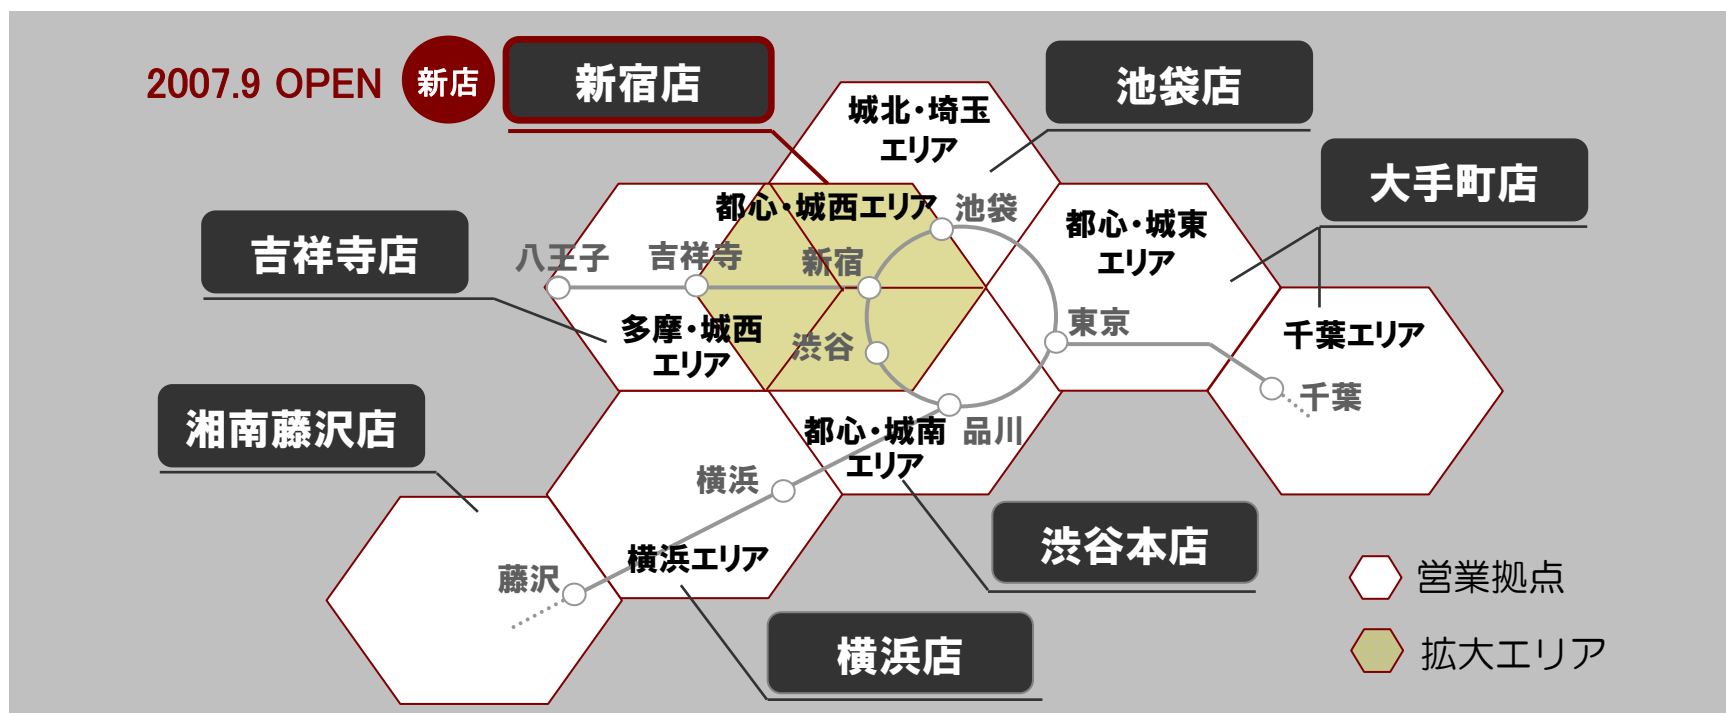 2007.9 OPEN
新店
新宿店
池袋店
城北・埼玉
エリア
大手町店
都心・城西エリア
池袋
都心・城東
エリア
吉祥寺店
八王子
吉祥寺
新宿
多摩・城西
エリア
渋谷
東京
千葉エリア
千葉
湘南藤沢店
都心・城南
エリア
品川
横浜
渋谷本店
横浜エリア
藤沢
横浜店
営業拠点
拡大エリア